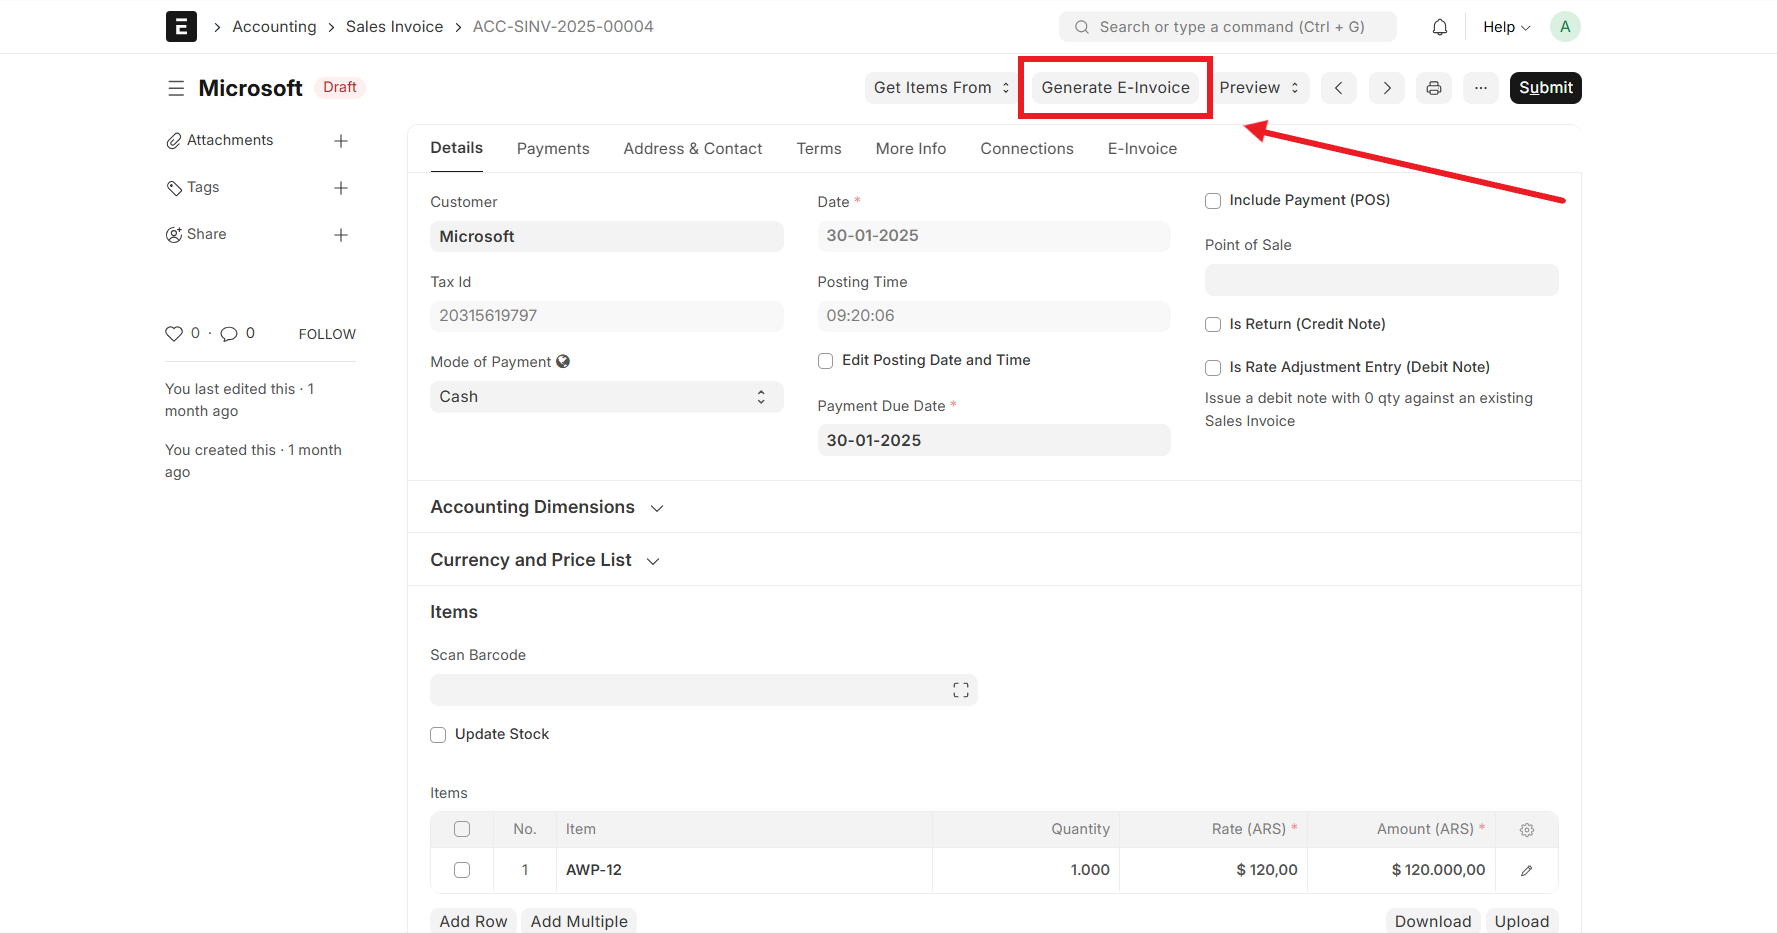 E Accounting Sales Invoice ACC-SINV-2025-00004 Search or type a command (Ctrl + G) Help A
Microsoft Draft Get Items From Generate E-Invoice Preview ... Submit
Attachments
Tags
Share
0 · 0 FOLLOW
You last edited this · 1
month ago
You created this · 1 month
ago
Details Payments Address & Contact Terms More Info Connections E-Invoice
Customer
Microsoft
Tax Id
20315619797
Mode of Payment
Cash
Date *
30-01-2025
Posting Time
09:20:06
Edit Posting Date and Time
Payment Due Date *
30-01-2025
Include Payment (POS)
Point of Sale
Is Return (Credit Note)
Is Rate Adjustment Entry (Debit Note)
Issue a debit note with 0 qty against an existing
Sales Invoice
Accounting Dimensions
Currency and Price List
Items
Scan Barcode
Update Stock
Items
No. Item Quantity Rate (ARS) * Amount (ARS) *
1 AWP-12 1.000 $ 120,00 $ 120.000,00
Add Row Add Multiple Download Upload